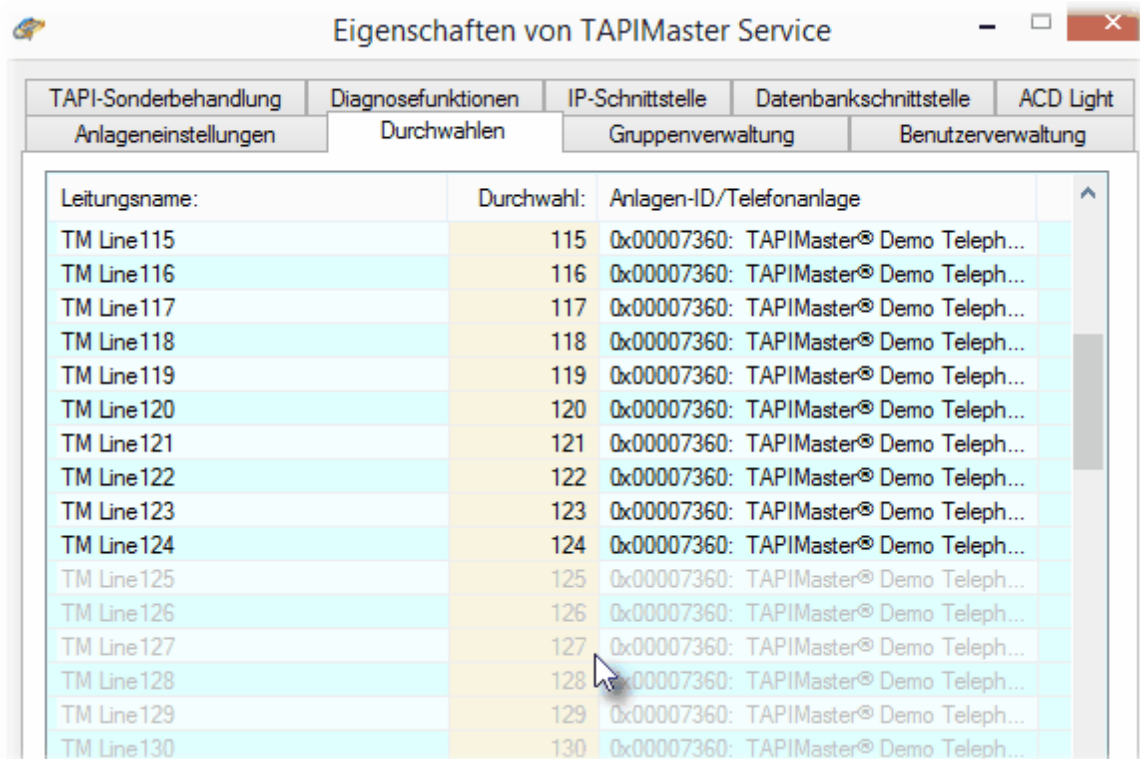 Eigenschaften von TAPIMaster Service
TAPI-Sonderbehandlung Diagnosefunktionen IP-Schnittstelle Datenbankschnittstelle ACD Light
Anlageneinstellungen Durchwahlen Gruppenverwaltung Benutzerverwaltung
Leitungsname: Durchwahl: Anlagen-ID/Telefonanlage
TM Line115 115 0x00007360: TAPIMaster® Demo Teleph...
TM Line116 116 0x00007360: TAPIMaster® Demo Teleph...
TM Line117 117 0x00007360: TAPIMaster® Demo Teleph...
TM Line118 118 0x00007360: TAPIMaster® Demo Teleph...
TM Line119 119 0x00007360: TAPIMaster® Demo Teleph...
TM Line120 120 0x00007360: TAPIMaster® Demo Teleph...
TM Line121 121 0x00007360: TAPIMaster® Demo Teleph...
TM Line122 122 0x00007360: TAPIMaster® Demo Teleph...
TM Line123 123 0x00007360: TAPIMaster® Demo Teleph...
TM Line124 124 0x00007360: TAPIMaster® Demo Teleph...
TM Line125 125 0x00007360: TAPIMaster® Demo Teleph...
TM Line126 126 0x00007360: TAPIMaster® Demo Teleph...
TM Line127 127 0x00007360: TAPIMaster® Demo Teleph...
TM Line128 128 x00007360: TAPIMaster® Demo Teleph...
TM Line129 129 0x00007360: TAPIMaster® Demo Teleph...
TM Line130 130 0x00007360: TAPIMaster® Demo Teleph...